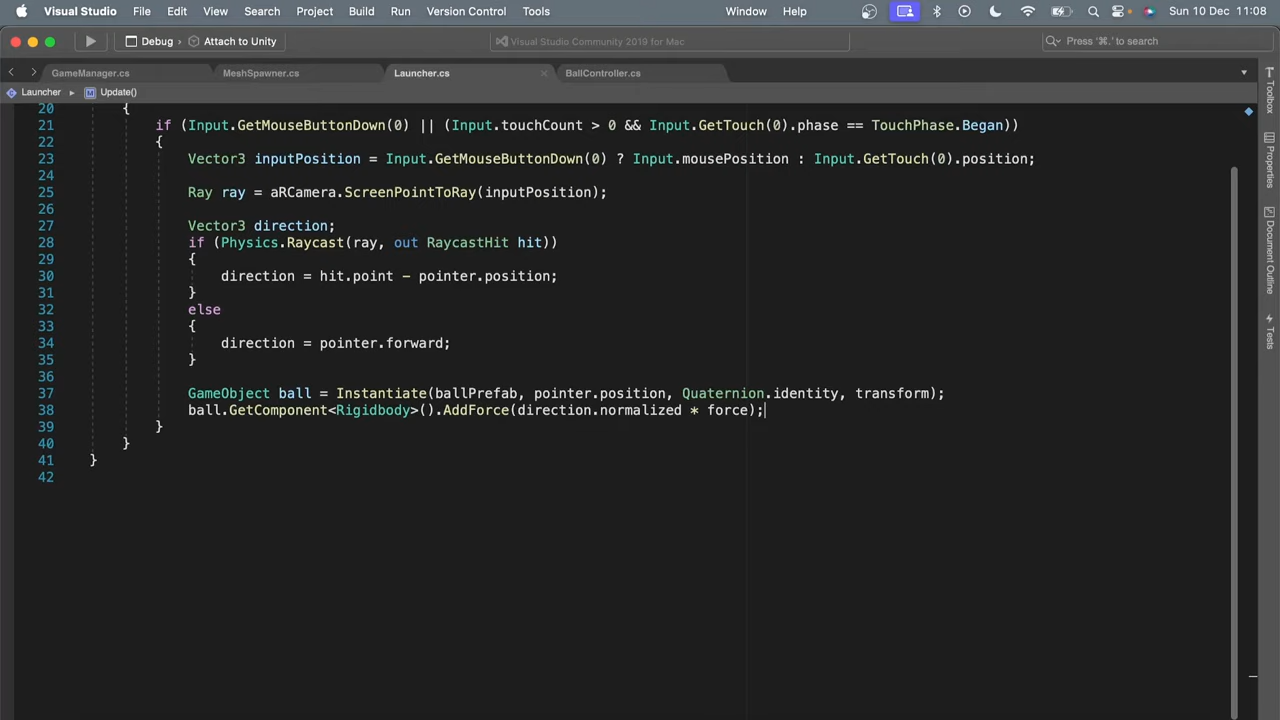 Visual Studio File Edit View Search Project Build Run Version Control Tools Window Help Sun 10 Dec 11:08
Debug › Attach to Unity Visual Studio Community 2019 for Mac Press '⌘.' to search
GameManager.cs MeshSpawner.cs Launcher.cs × BallController.cs
Launcher ▸ M Update()
20 {
21 if (Input.GetMouseButtonDown(0) || (Input.touchCount > 0 && Input.GetTouch(0).phase == TouchPhase.Began))
22 {
23 Vector3 inputPosition = Input.GetMouseButtonDown(0) ? Input.mousePosition : Input.GetTouch(0).position;
24
25 Ray ray = aRCamera.ScreenPointToRay(inputPosition);
26
27 Vector3 direction;
28 if (Physics.Raycast(ray, out RaycastHit hit))
29 {
30 direction = hit.point - pointer.position;
31 }
32 else
33 {
34 direction = pointer.forward;
35 }
36
37 GameObject ball = Instantiate(ballPrefab, pointer.position, Quaternion.identity, transform);
38 ball.GetComponent<Rigidbody>().AddForce(direction.normalized * force);
39 }
40 }
41 }
42
Toolbox
Properties
Document Outline
Tests